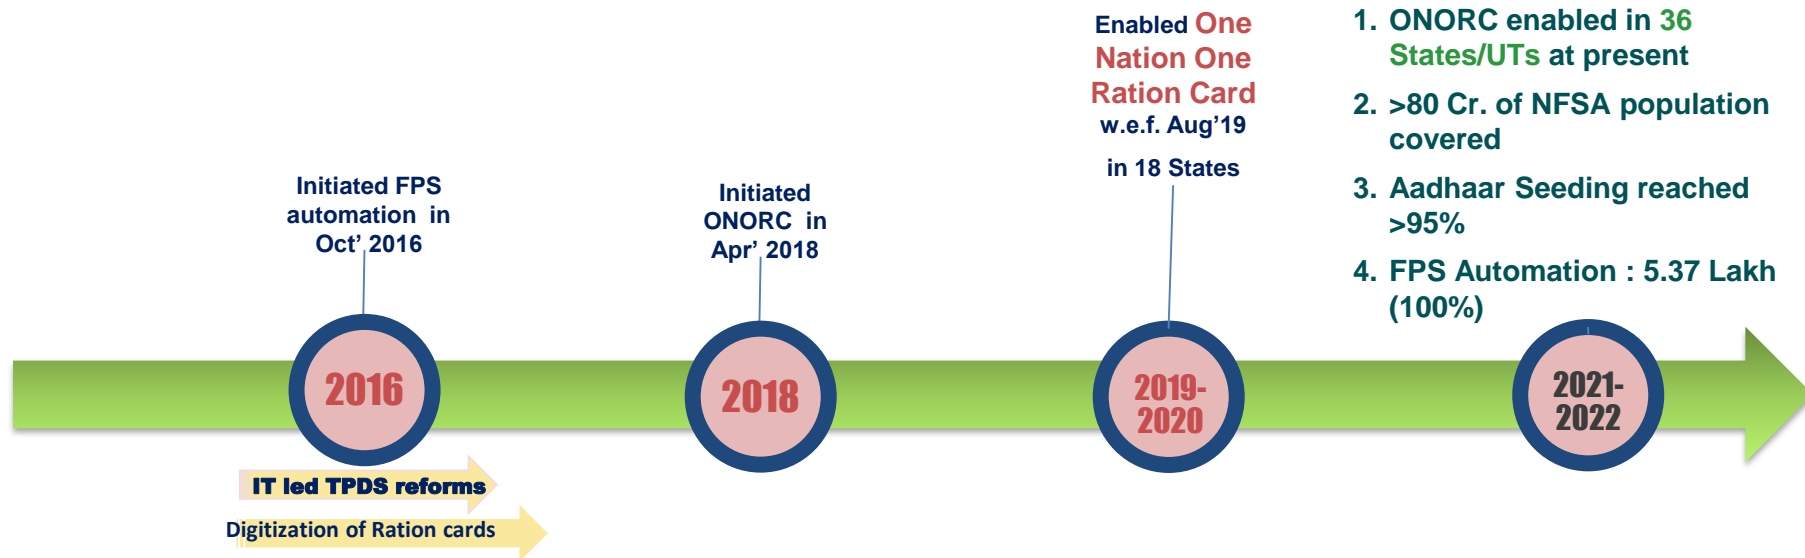 Initiated FPS
automation in
Oct' 2016
2016
IT led TPDS reforms
Digitization of Ration cards
Initiated
ONORC in
Apr' 2018
2018
Enabled One
Nation One
Ration Card
w.e.f. Aug'19
in 18 States
2019-
2020
1. ONORC enabled in 36
States/UTs at present
2. >80 Cr. of NFSA population
covered
3. Aadhaar Seeding reached
>95%
4. FPS Automation : 5.37 Lakh
(100%)
2021-
2022